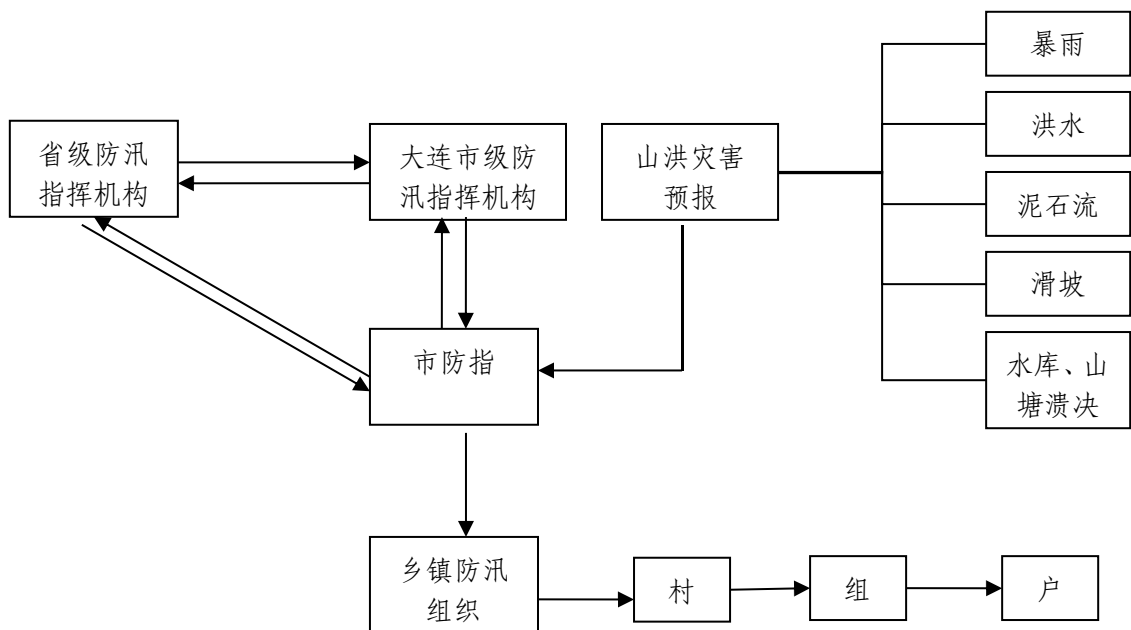 暴雨
省级防汛
指挥机构
大连市级防
汛指挥机构
山洪灾害
预报
洪水
泥石流
滑坡
市防指
水库、山
塘溃决
乡镇防汛
组织
村
组
户